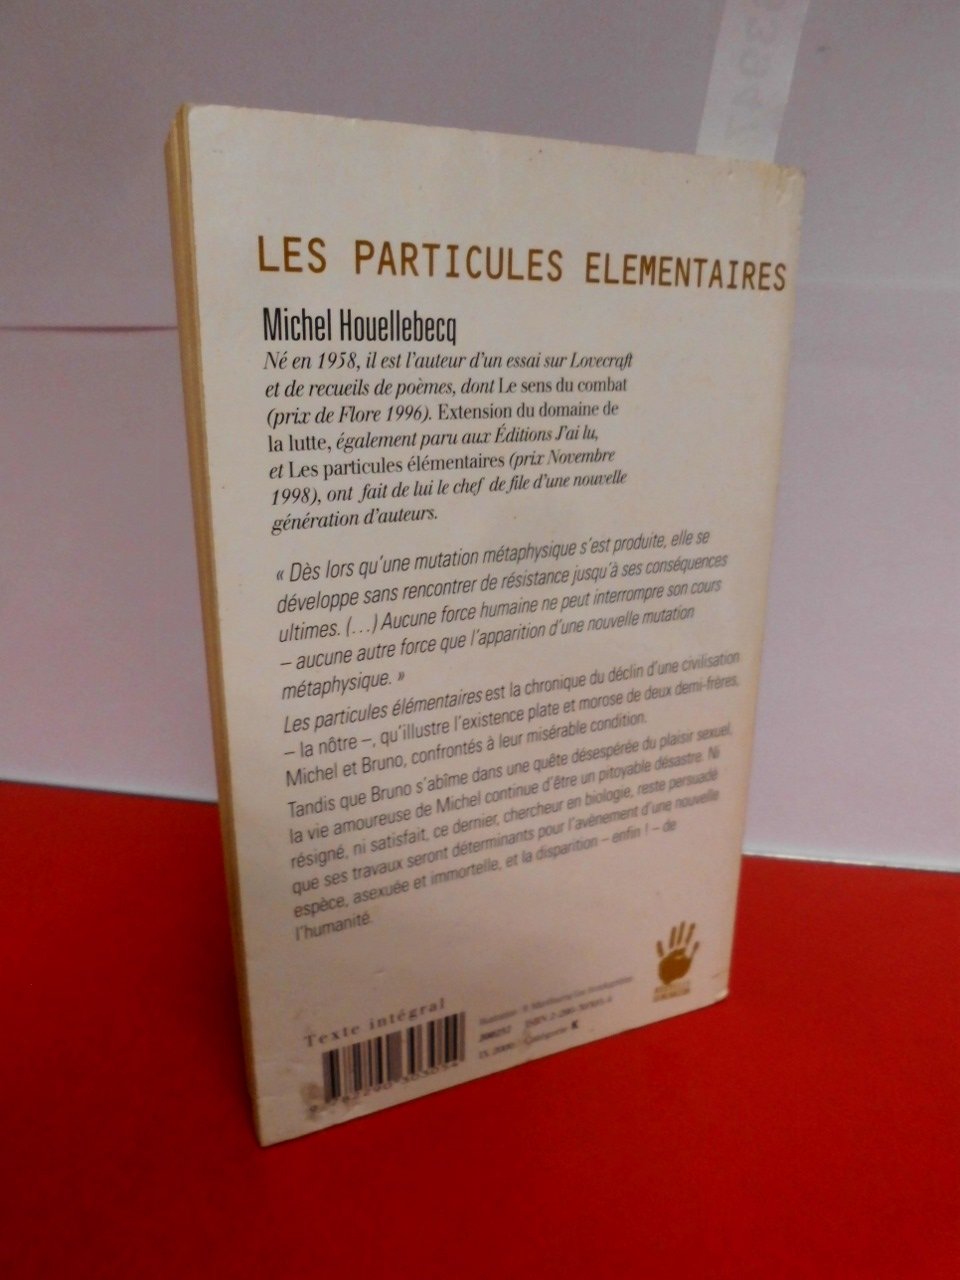 LES PARTICULES ELEMENTAIRES
Michel Houellebecq
Né en 1958, il est l'auteur d'un essai sur Lovecraft
et de recueils de poèmes, dont Le sens du combat
(prix de Flore 1996). Extension du domaine de
la lutte, également paru aux Éditions J'ai lu,
et Les particules élémentaires (prix Novembre
1998), ont fait de lui le chef de file d'une nouvelle
génération d'auteurs.
« Dès lors qu'une mutation métaphysique s'est produite, elle se
développe sans rencontrer de résistance jusqu'à ses conséquences
ultimes. (…) Aucune force humaine ne peut interrompre son cours
– aucune autre force que l'apparition d'une nouvelle mutation
métaphysique. »
Les particules élémentaires est la chronique du déclin d'une civilisation
– la nôtre –, qu'illustre l'existence plate et morose de deux demi-frères,
Michel et Bruno, confrontés à leur misérable condition.
Tandis que Bruno s'abîme dans une quête désespérée du plaisir sexuel,
la vie amoureuse de Michel continue d'être un pitoyable désastre. Ni
résigné, ni satisfait, ce dernier, chercheur en biologie, reste persuadé
que ses travaux seront déterminants pour l'avènement d'une nouvelle
espèce, asexuée et immortelle, et la disparition – enfin ! – de
l'humanité.
Texte intégral
IX.2000 / Catégorie K